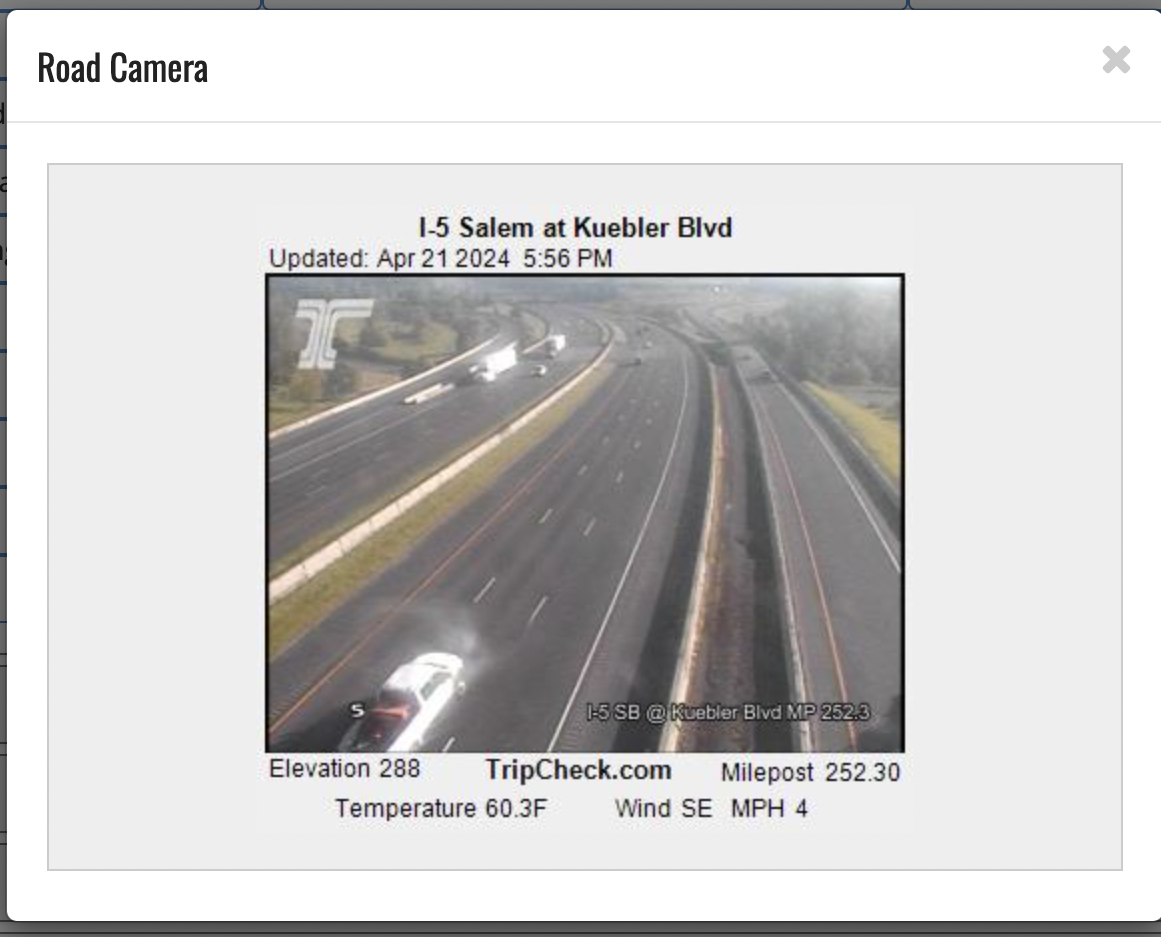 Road Camera
I-5 Salem at Kuebler Blvd
Updated: Apr 21 2024 5:56 PM
S
I-5 SB @ Kuebler Blvd MP 252.3
Elevation 288 TripCheck.com Milepost 252.30
Temperature 60.3F Wind SE MPH 4